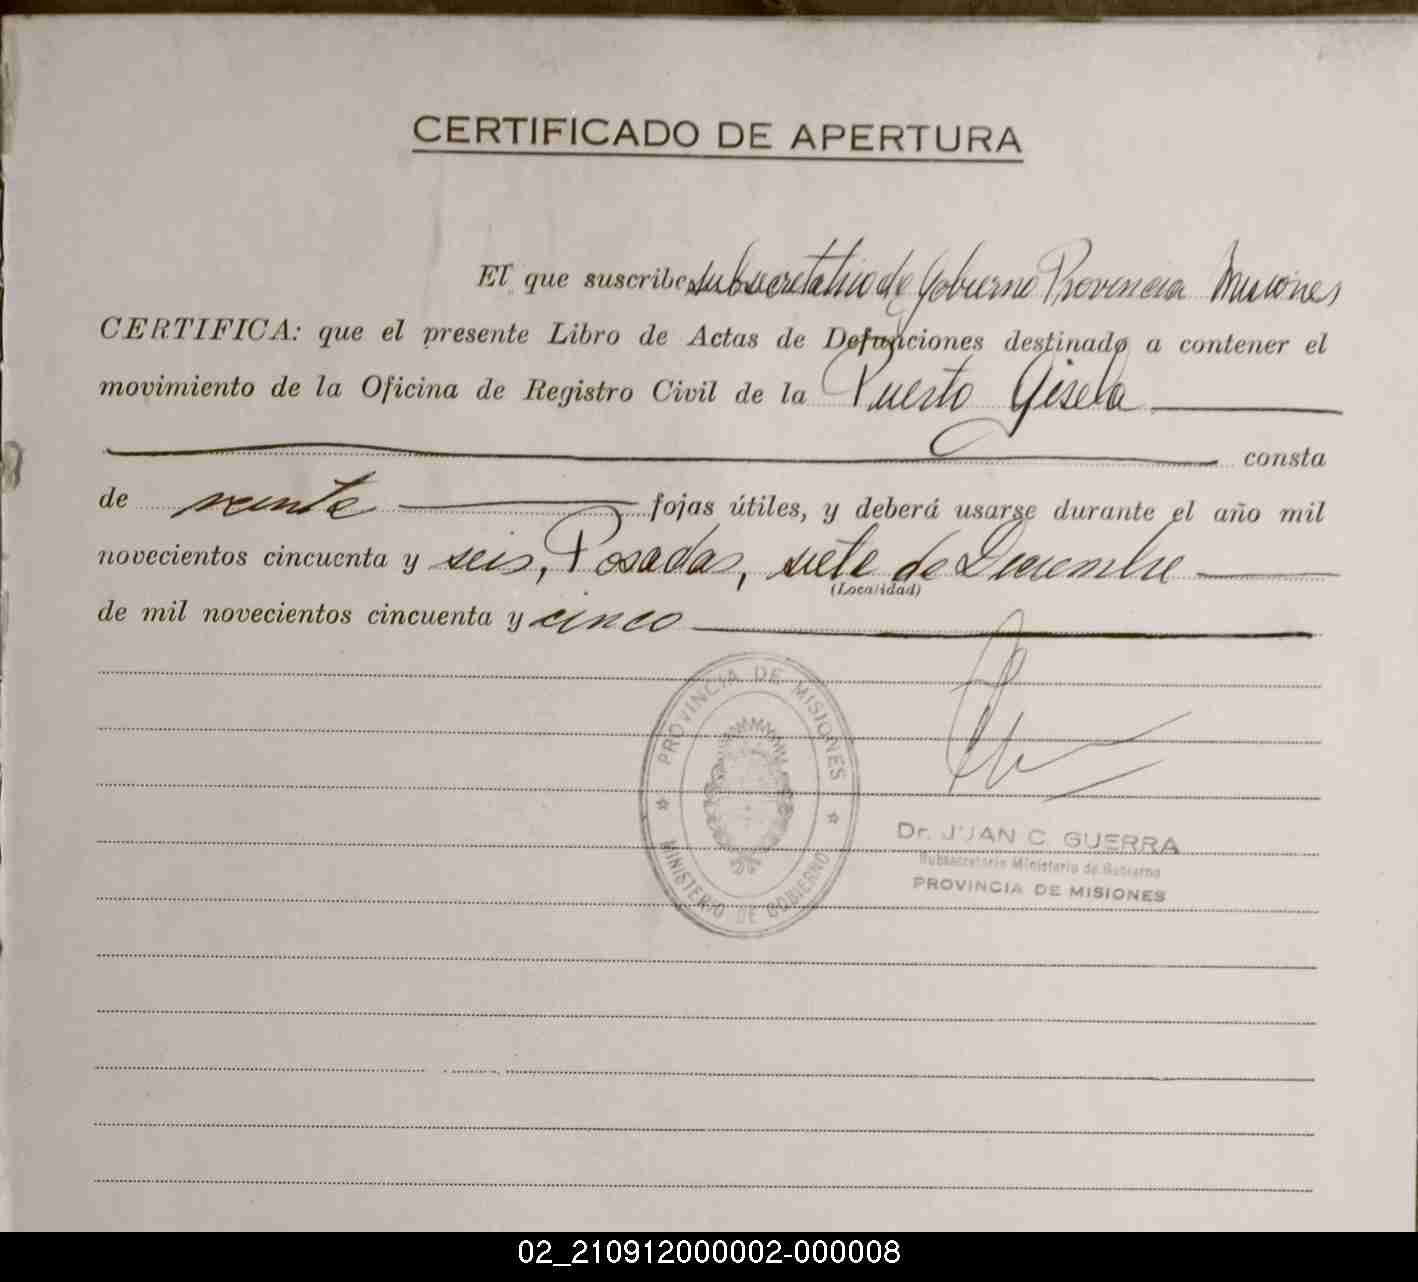 CERTIFICADO DE APERTURA
El que suscribe, subsecretario de Gobierno Provincia Misiones
CERTIFICA: que el presente Libro de Actas de Defunciones destinado a contener el
movimiento de la Oficina de Registro Civil de la Puerto Gisela
consta
de veinte fojas útiles, y deberá usarse durante el año mil
novecientos cincuenta y seis, Posadas, siete de Diciembre
(Localidad)
de mil novecientos cincuenta y cinco
PROVINCIA DE MISIONES
MINISTERIO DE GOBIERNO
Dr. JUAN C. GUERRA
Subsecretario Ministerio de Gobierno
PROVINCIA DE MISIONES
02_210912000002-000008